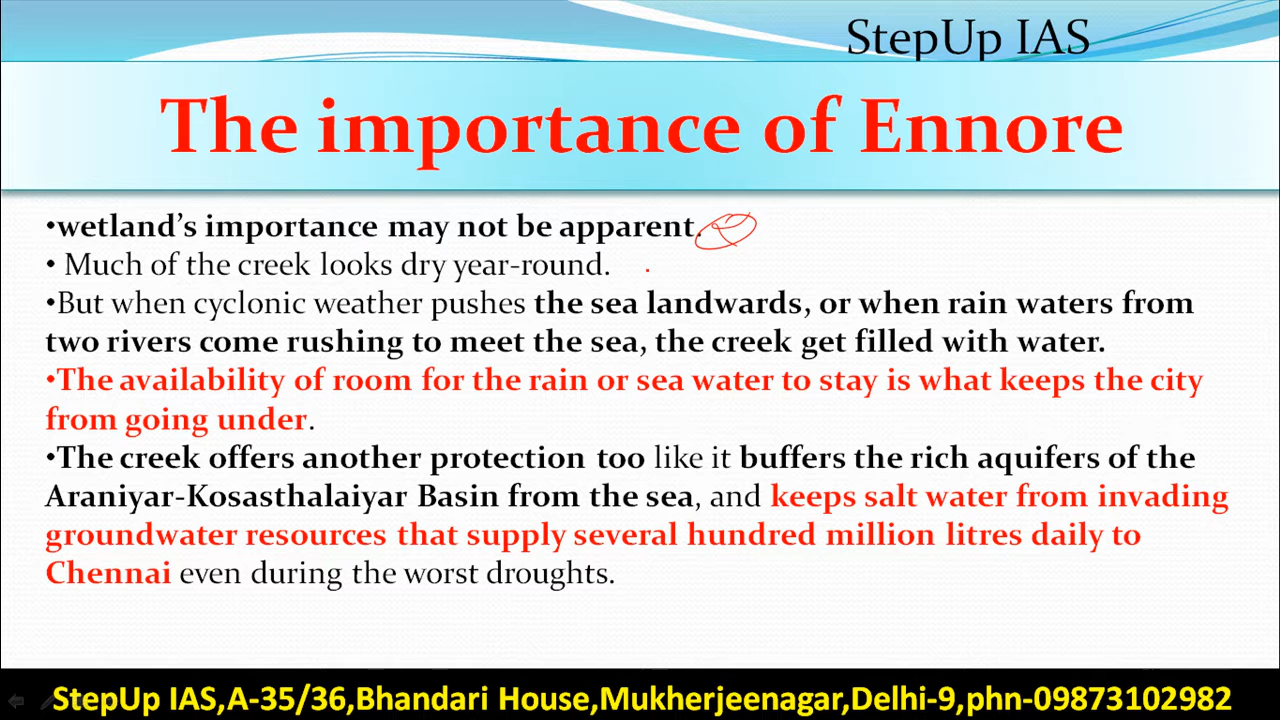 StepUp IAS
The importance of Ennore
•wetland’s importance may not be apparent.
• Much of the creek looks dry year-round.
•But when cyclonic weather pushes the sea landwards, or when rain waters from
two rivers come rushing to meet the sea, the creek get filled with water.
•The availability of room for the rain or sea water to stay is what keeps the city
from going under.
•The creek offers another protection too like it buffers the rich aquifers of the
Araniyar-Kosasthalaiyar Basin from the sea, and keeps salt water from invading
groundwater resources that supply several hundred million litres daily to
Chennai even during the worst droughts.
StepUp IAS,A-35/36,Bhandari House,Mukherjeenagar,Delhi-9,phn-09873102982